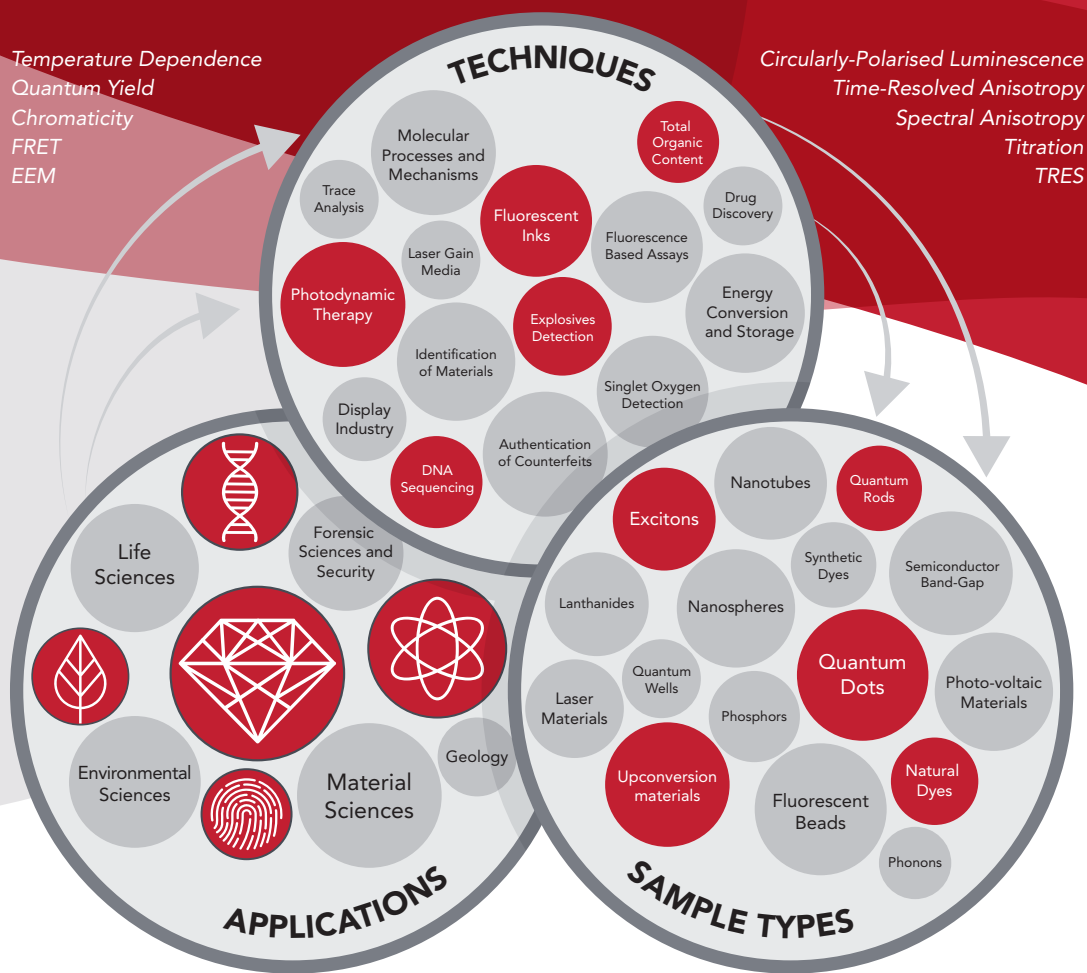 Temperature Dependence
Quantum Yield
Chromaticity
FRET
EEM
Circularly-Polarised Luminescence
Time-Resolved Anisotropy
Spectral Anisotropy
Titration
TRES
TECHNIQUES
Molecular
Processes and
Mechanisms
Total
Organic
Content
Trace
Analysis
Fluorescent
Inks
Drug
Discovery
Laser Gain
Media
Fluorescence
Based Assays
Photodynamic
Therapy
Explosives
Detection
Energy
Conversion
and Storage
Identification
of Materials
Singlet Oxygen
Detection
Display
Industry
DNA
Sequencing
Authentication
of Counterfeits
Life
Sciences
Forensic
Sciences and
Security
Environmental
Sciences
Material
Sciences
Geology
APPLICATIONS
Excitons
Nanotubes
Quantum
Rods
Synthetic
Dyes
Semiconductor
Band-Gap
Lanthanides
Nanospheres
Quantum
Dots
Quantum
Wells
Laser
Materials
Phosphors
Photo-voltaic
Materials
Upconversion
materials
Fluorescent
Beads
Natural
Dyes
Phonons
SAMPLE TYPES